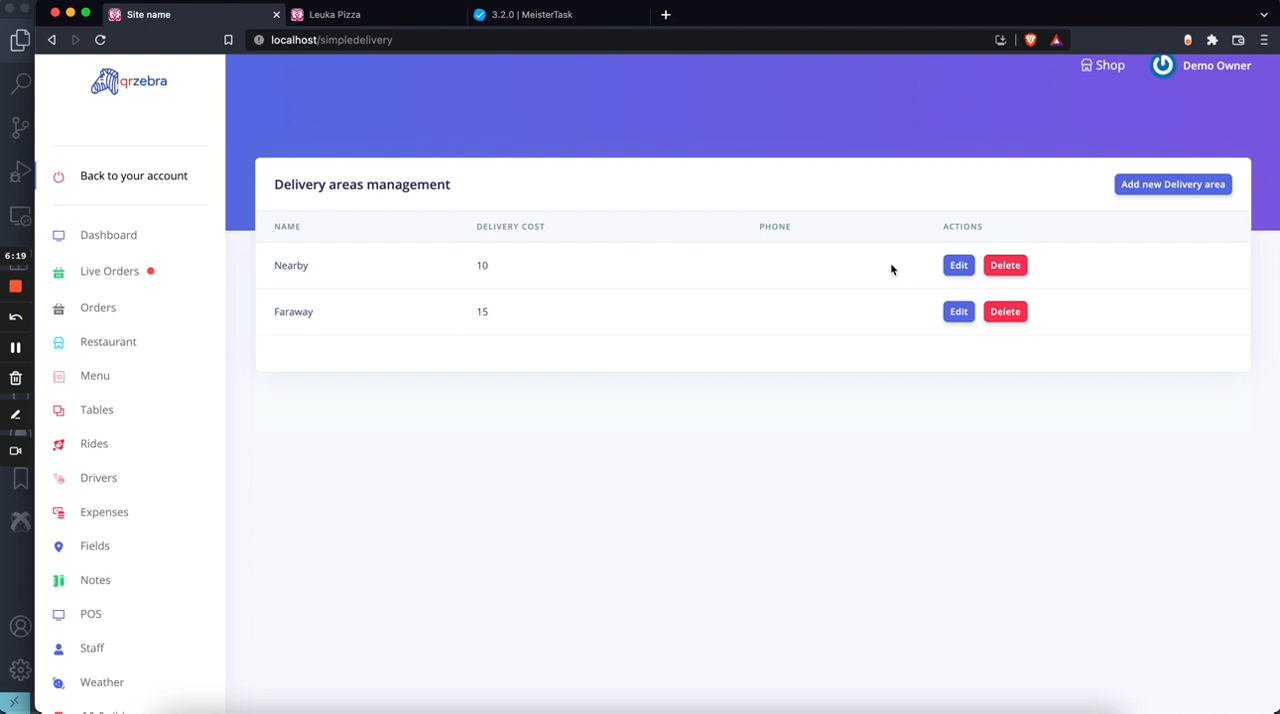 Site name
Leuka Pizza
3.2.0 | MeisterTask
localhost/simpledelivery
qrzebra
Shop
Demo Owner
Back to your account
Delivery areas management
Add new Delivery area
NAME DELIVERY COST PHONE ACTIONS
Nearby 10 Edit Delete
Faraway 15 Edit Delete
6:19
Dashboard
Live Orders
Orders
Restaurant
Menu
Tables
Rides
Drivers
Expenses
Fields
Notes
POS
Staff
Weather